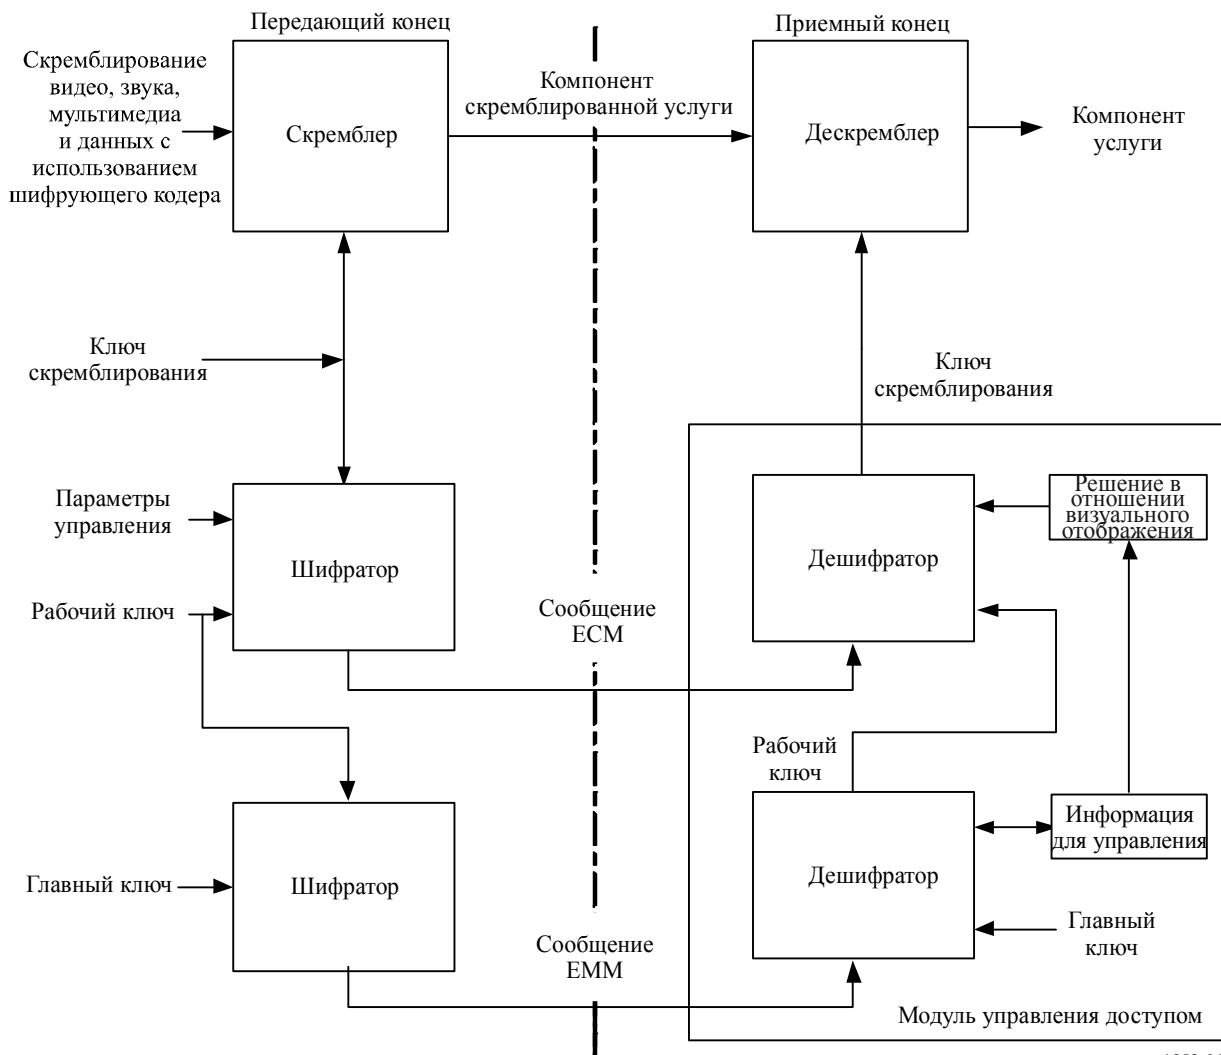 Передающий конец
Приемный конец
Скремблирование
видео, звука,
мультимедиа
и данных с
использованием
шифрующего кодера
Скремблер
Компонент
скремблированной услуги
Дескремблер
Компонент
услуги
Ключ
скремблирования
Ключ
скремблирования
Параметры
управления
Шифратор
Рабочий ключ
Сообщение
ECM
Дешифратор
Решение в
отношении
визуального
отображения
Рабочий
ключ
Главный ключ
Шифратор
Сообщение
EMM
Дешифратор
Информация
для управления
Главный
ключ
Модуль управления доступом